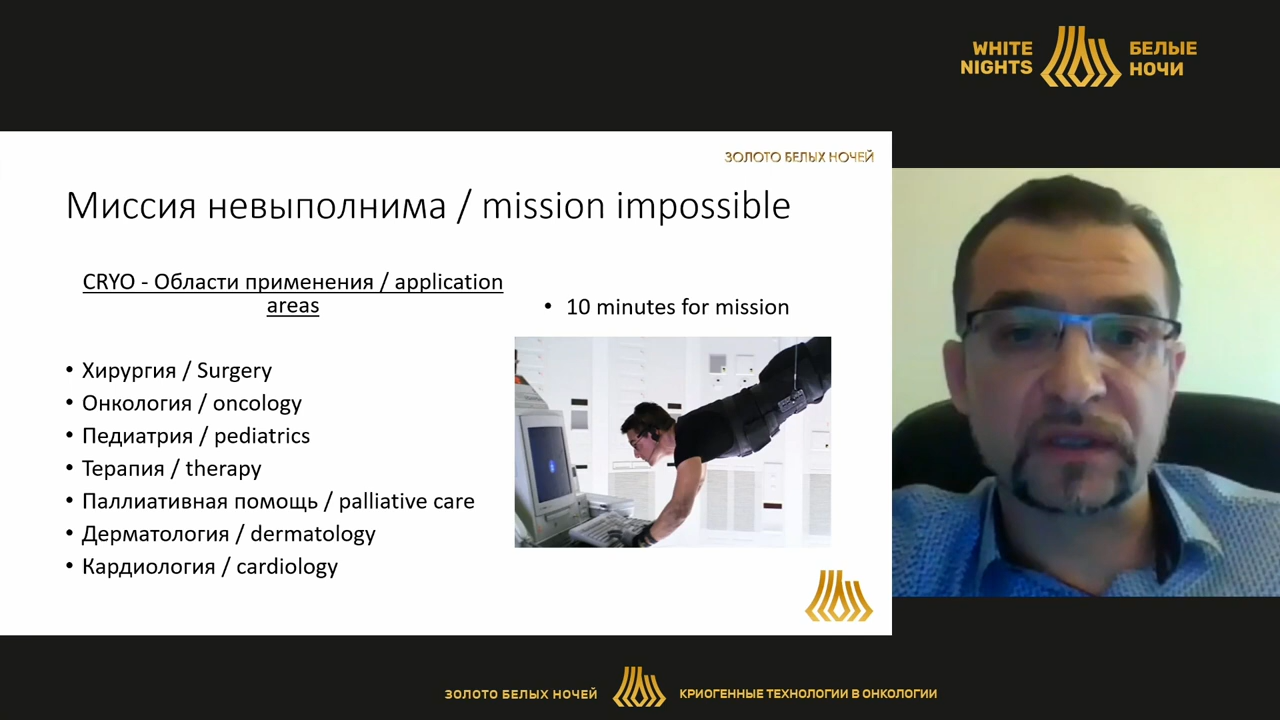 WHITE
NIGHTS
БЕЛЫЕ
НОЧИ
ЗОЛОТО БЕЛЫХ НОЧЕЙ
Миссия невыполнима / mission impossible
CRYO - Области применения / application
areas
• Хирургия / Surgery
• Онкология / oncology
• Педиатрия / pediatrics
• Терапия / therapy
• Паллиативная помощь / palliative care
• Дерматология / dermatology
• Кардиология / cardiology
• 10 minutes for mission
ЗОЛОТО БЕЛЫХ НОЧЕЙ
КРИОГЕННЫЕ ТЕХНОЛОГИИ В ОНКОЛОГИИ